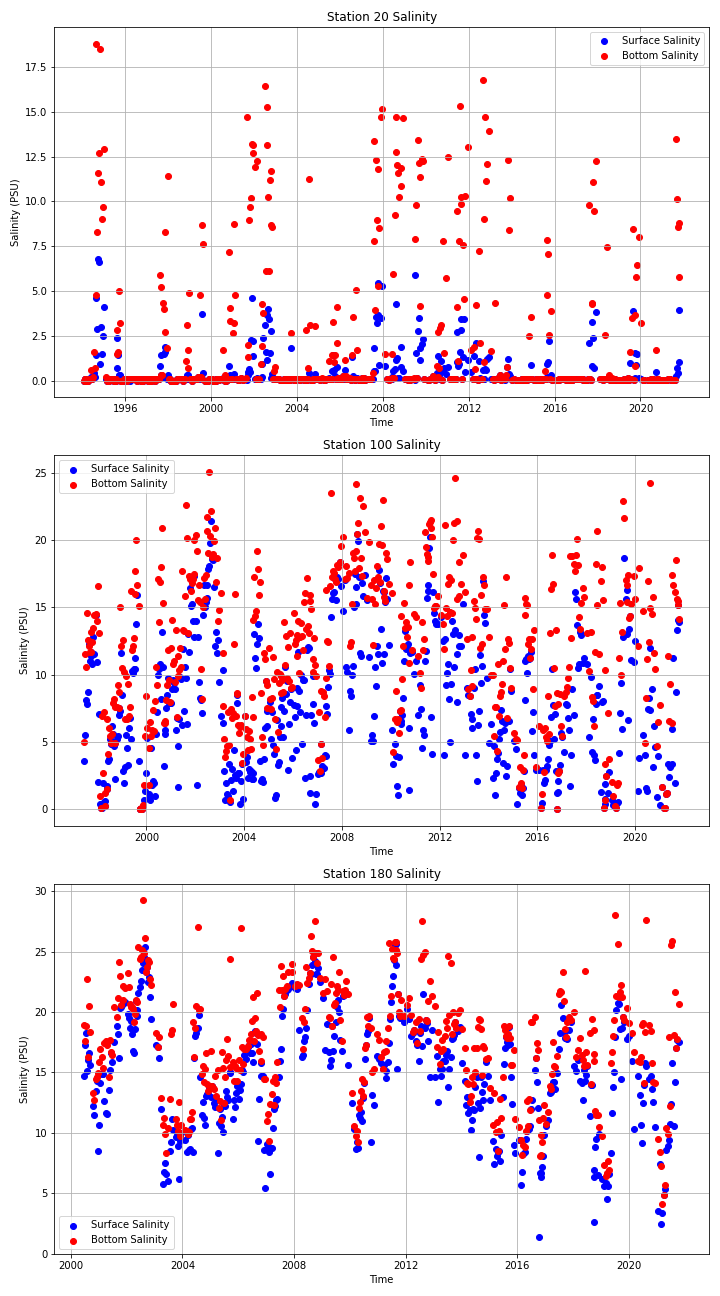 Station 20 Salinity
Surface Salinity
Bottom Salinity
17.5
15.0
12.5
10.0
7.5
5.0
2.5
0.0
Salinity (PSU)
1996 2000 2004 2008 2012 2016 2020
Time
Station 100 Salinity
Surface Salinity
Bottom Salinity
25
20
15
10
5
0
Salinity (PSU)
2000 2004 2008 2012 2016 2020
Time
Station 180 Salinity
30
25
20
15
10
5
0
Salinity (PSU)
Surface Salinity
Bottom Salinity
2000 2004 2008 2012 2016 2020
Time